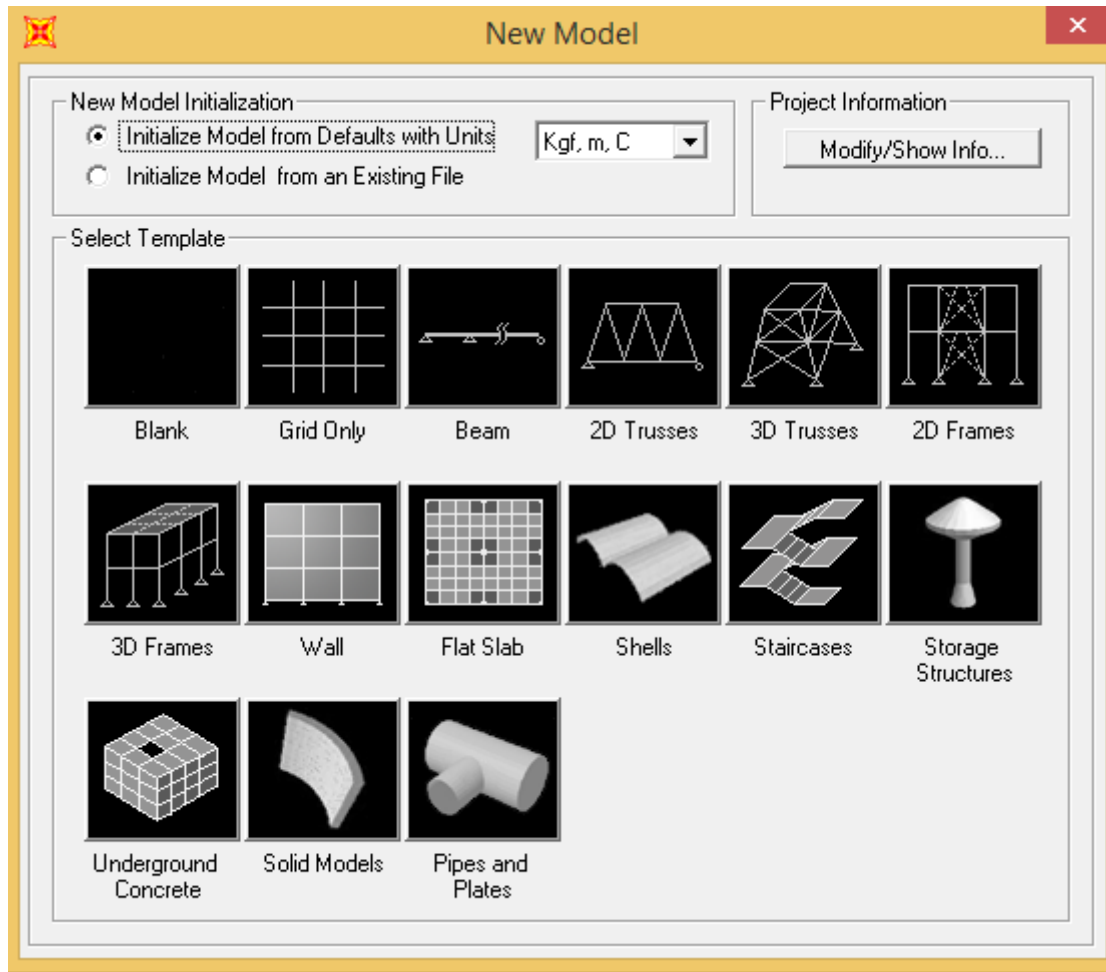 New Model
New Model Initialization
Initialize Model from Defaults with Units
Kgf, m, C
Initialize Model from an Existing File
Project Information
Modify/Show Info...
Select Template
Blank
Grid Only
Beam
2D Trusses
3D Trusses
2D Frames
3D Frames
Wall
Flat Slab
Shells
Staircases
Storage
Structures
Underground
Concrete
Solid Models
Pipes and
Plates